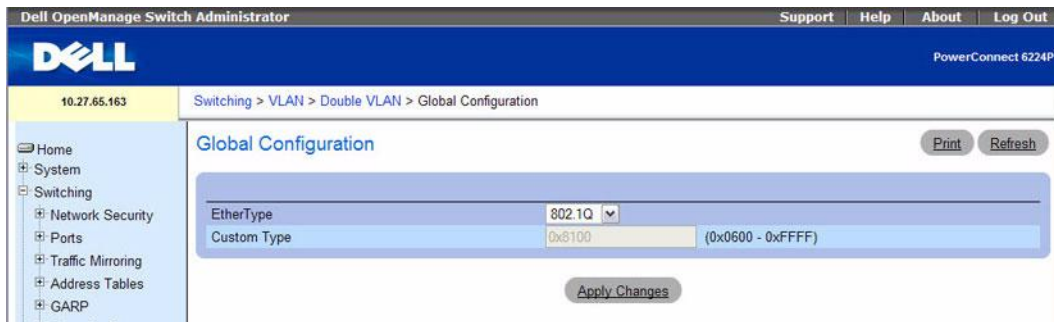 Dell OpenManage Switch Administrator
Support Help About Log Out
DELL
PowerConnect 6224P
10.27.65.163
Switching > VLAN > Double VLAN > Global Configuration
Home
System
Switching
Network Security
Ports
Traffic Mirroring
Address Tables
GARP
Global Configuration
Print Refresh
EtherType 802.1Q
Custom Type 0x8100 (0x0600 - 0xFFFF)
Apply Changes